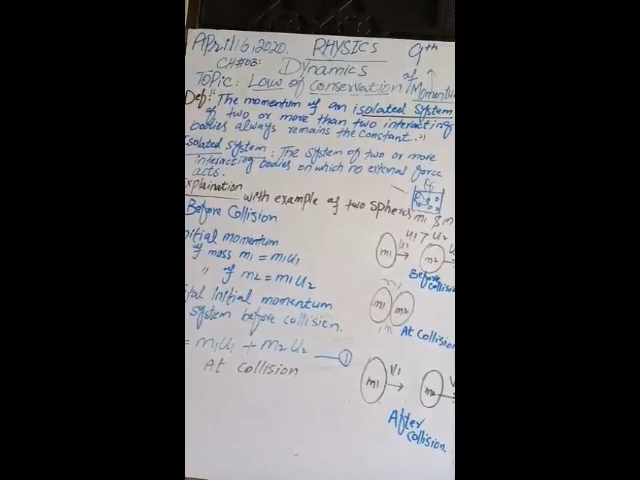 April 16, 2020. PHYSICS 9th
CH#03: Dynamics
Topic: Law of conservation of Momentum
Def: "The momentum of an isolated system
of two or more than two interacting
bodies always remains the constant."
Isolated system: The system of two or more
interacting bodies on which no external force
acts.
Explaination with example of two spheres m1 & m
u1 > u2
Before Collision
nitial momentum
of mass m1 = m1u1
" of m2 = m1u2
tal initial momentum
system before collision.
= m1u1 + m2u2 — 1
At collision
m1 u1 m2
Before
collision
m1 m2
At Collision
m1 V1 m2 V
After
collision.